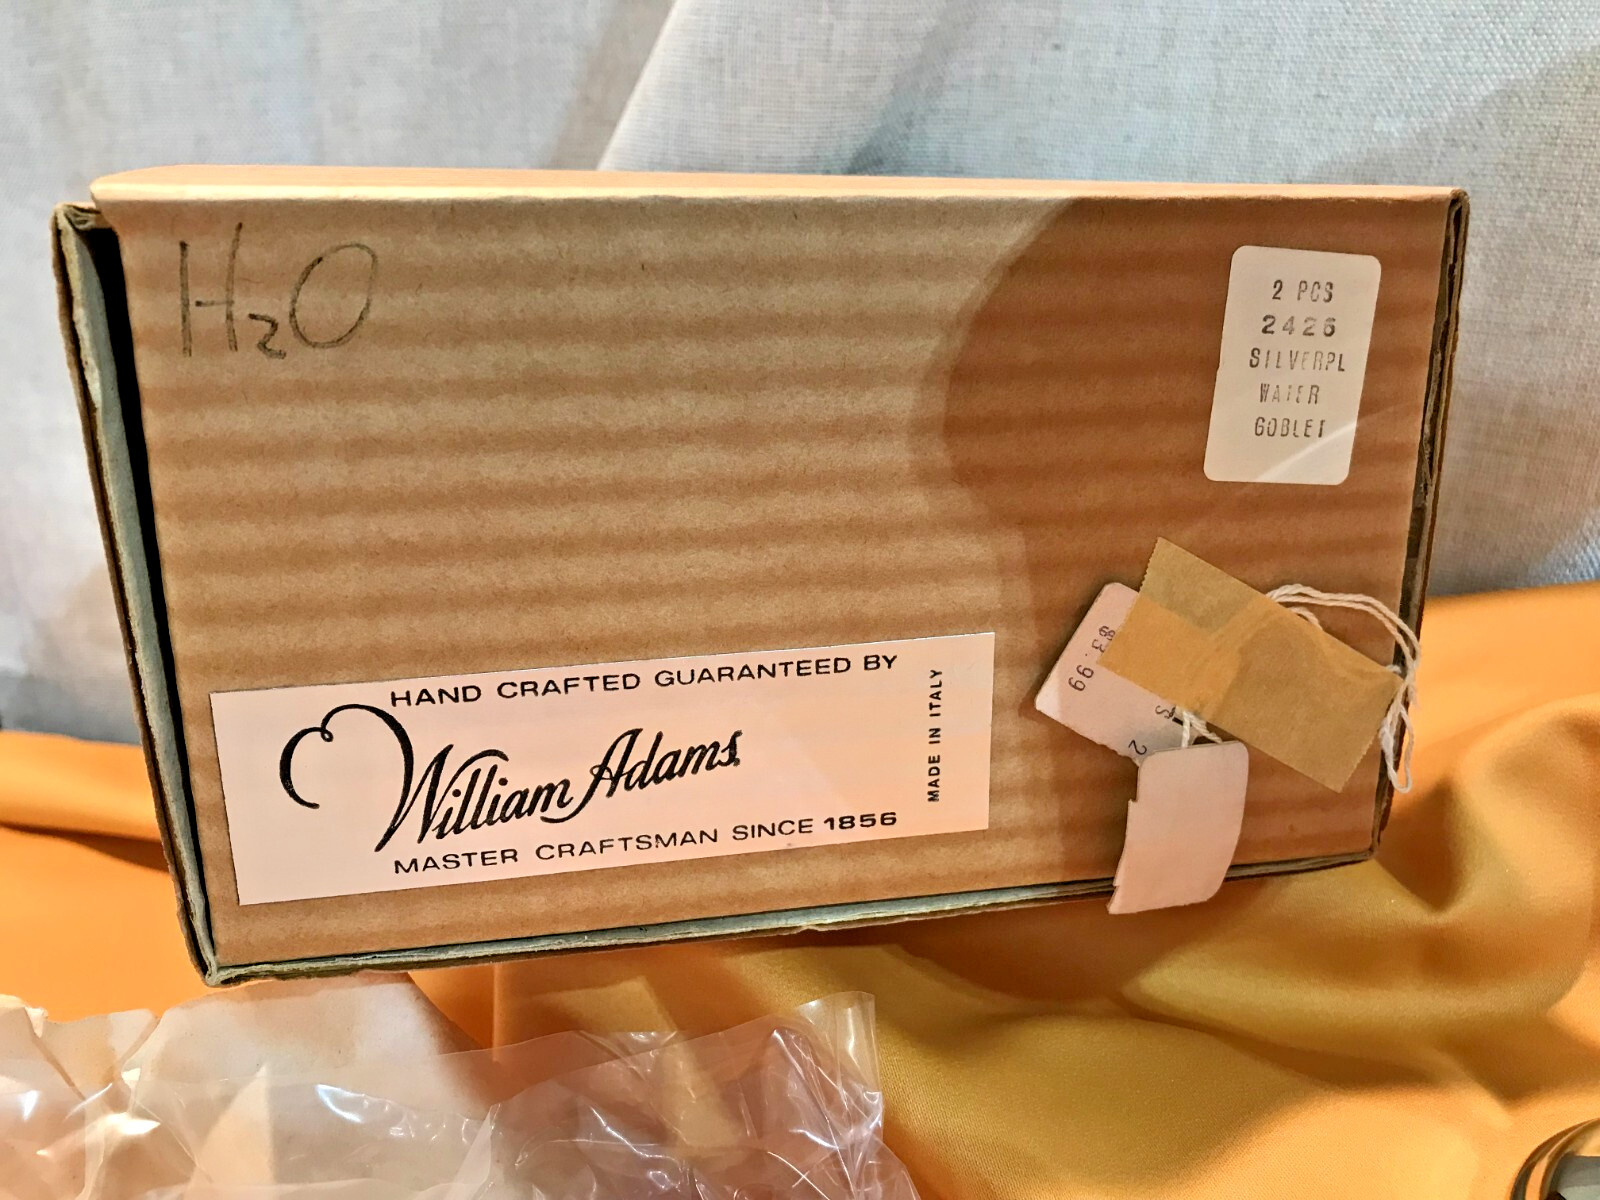 H₂O
2 PCS
2426
SILVERPL
WATER
GOBLET
HAND CRAFTED GUARANTEED BY
William Adams
MASTER CRAFTSMAN SINCE 1856
MADE IN ITALY
83.99
S
2